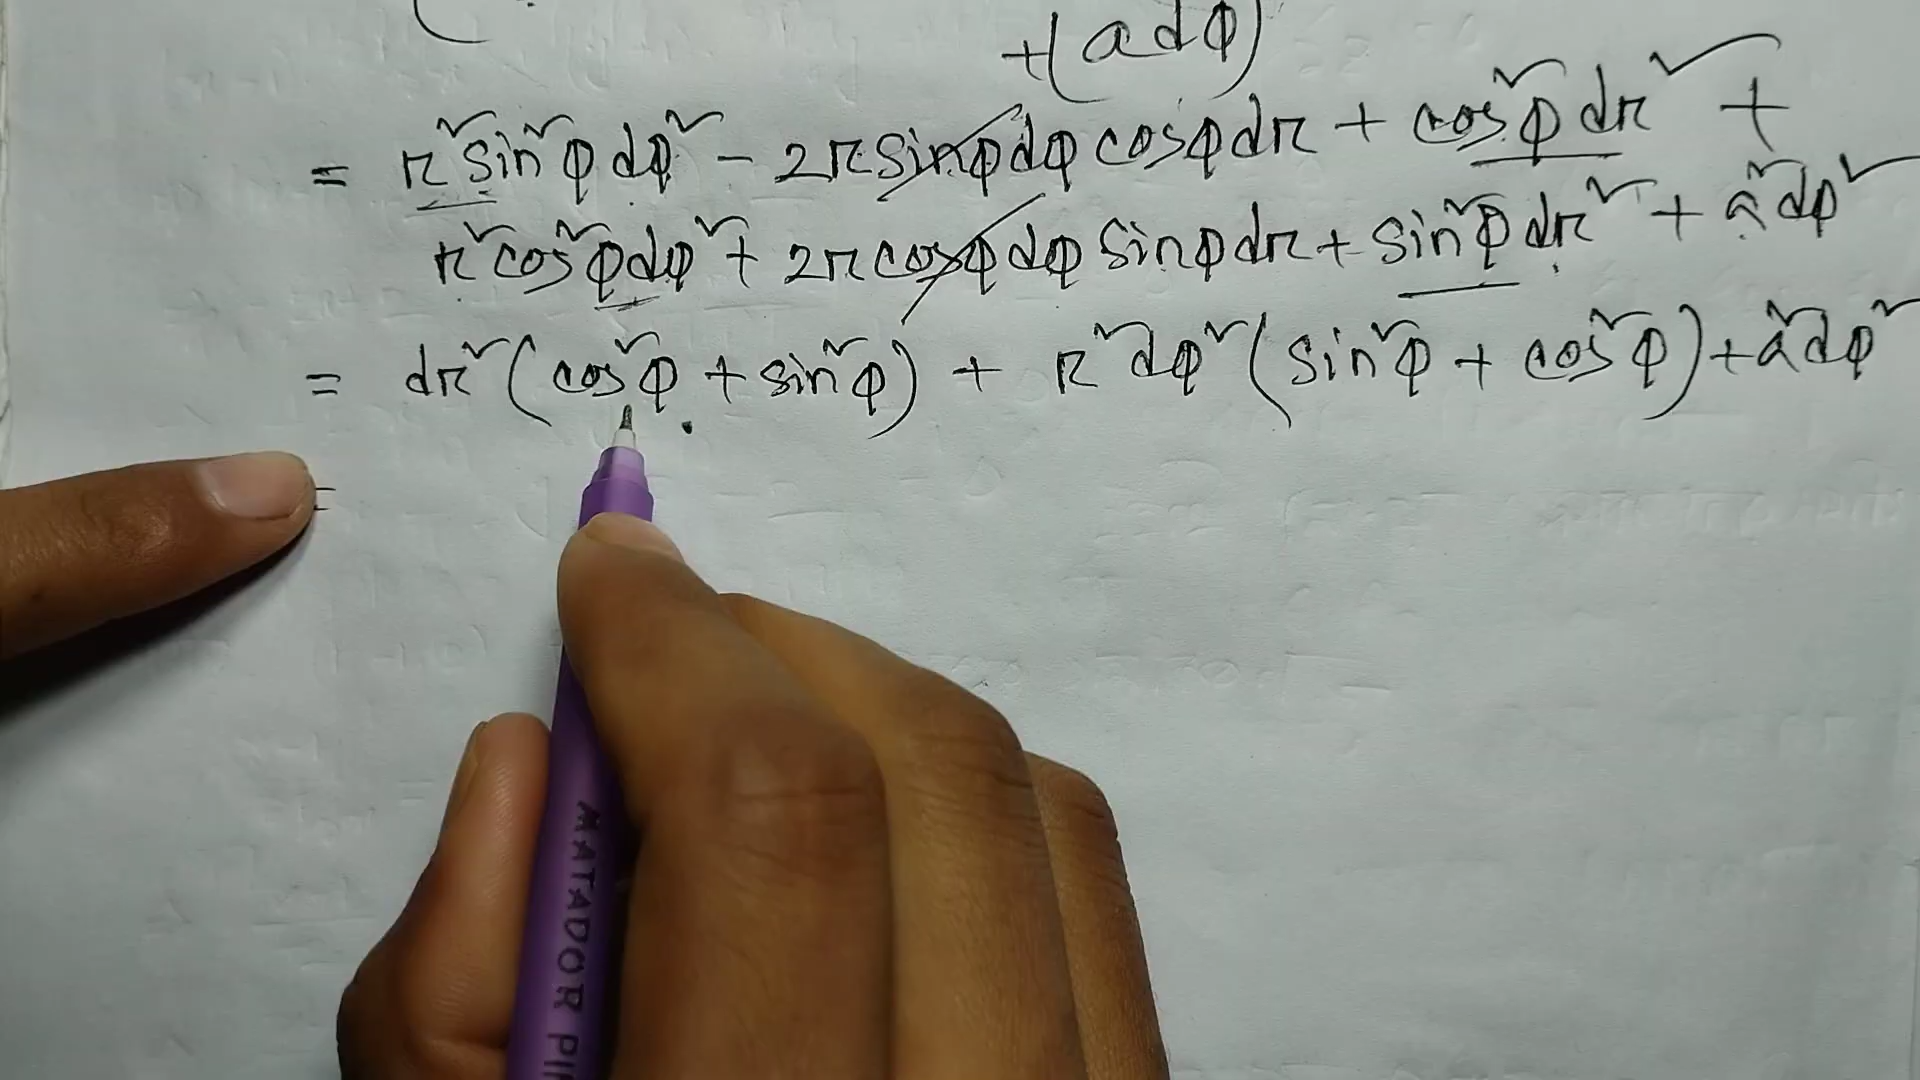 +(adφ)
= r² sin²φ dφ² − 2r sinφ dφ cosφ dr + cos²φ dr² +
r² cos²φ dφ² + 2r cosφ dφ sinφ dr + sin²φ dr² + a² dφ²
= dr² (cos²φ + sin²φ) + r² dφ² (sin²φ + cos²φ) + a² dφ²
=
MATADOR PI